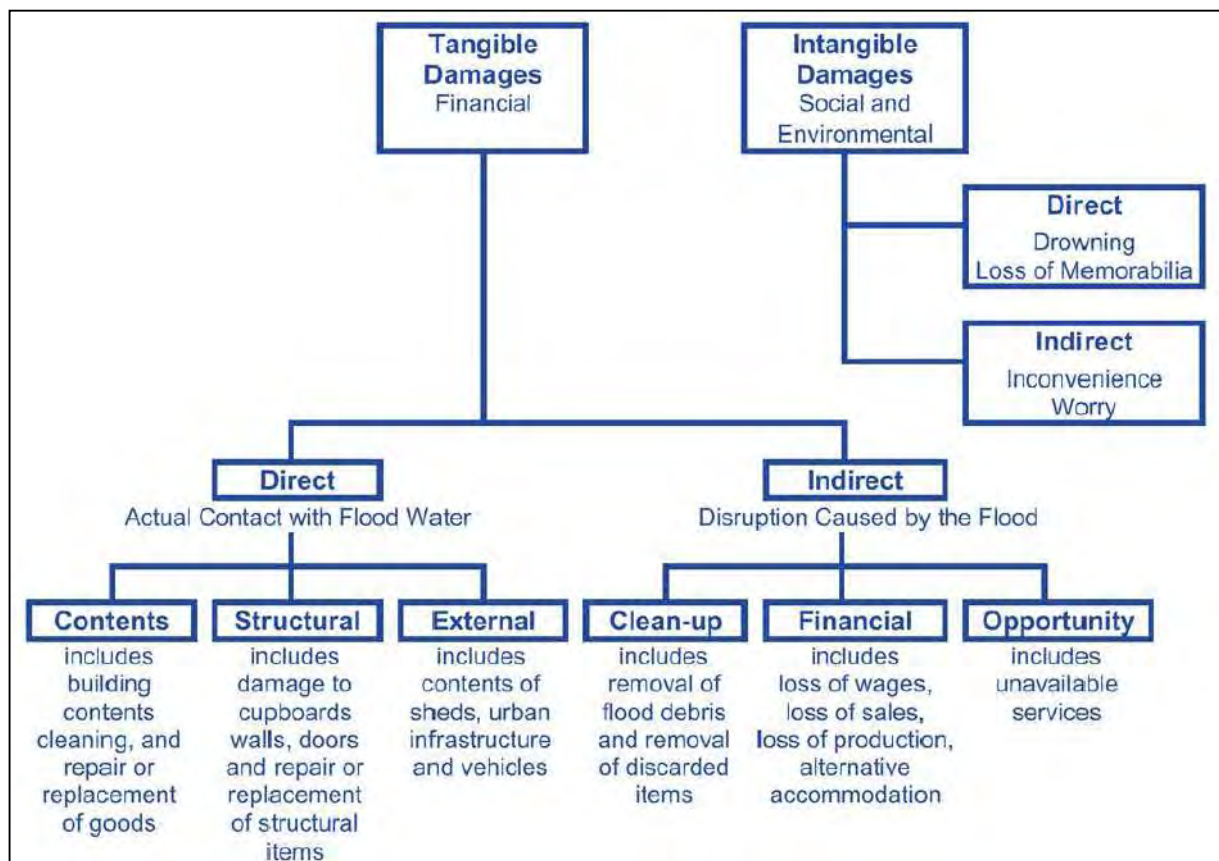 Tangible
Damages
Financial
Intangible
Damages
Social and
Environmental
Direct
Drowning
Loss of Memorabilia
Indirect
Inconvenience
Worry
Direct
Actual Contact with Flood Water
Indirect
Disruption Caused by the Flood
Contents
includes
building
contents
cleaning, and
repair or
replacement
of goods
Structural
includes
damage to
cupboards
walls, doors
and repair or
replacement
of structural
items
External
includes
contents of
sheds, urban
infrastructure
and vehicles
Clean-up
includes
removal of
flood debris
and removal
of discarded
items
Financial
includes
loss of wages,
loss of sales,
loss of production,
alternative
accommodation
Opportunity
includes
unavailable
services